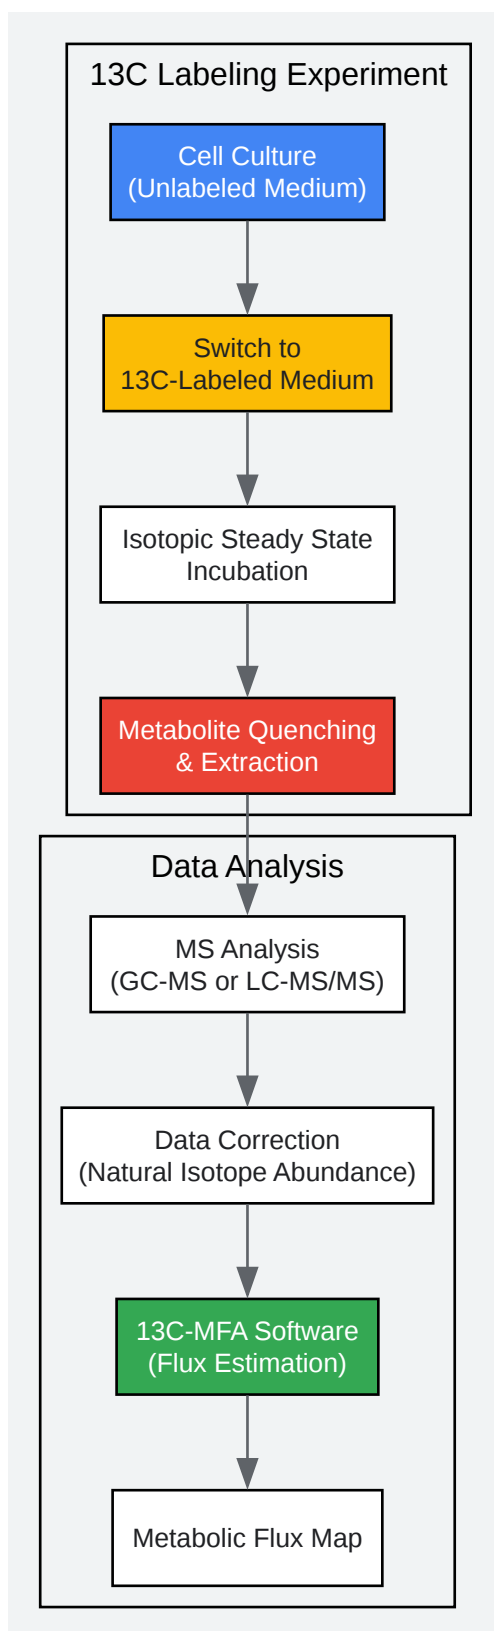 13C Labeling Experiment
Cell Culture
(Unlabeled Medium)
Switch to
13C-Labeled Medium
Isotopic Steady State
Incubation
Metabolite Quenching
& Extraction
Data Analysis
MS Analysis
(GC-MS or LC-MS/MS)
Data Correction
(Natural Isotope Abundance)
13C-MFA Software
(Flux Estimation)
Metabolic Flux Map